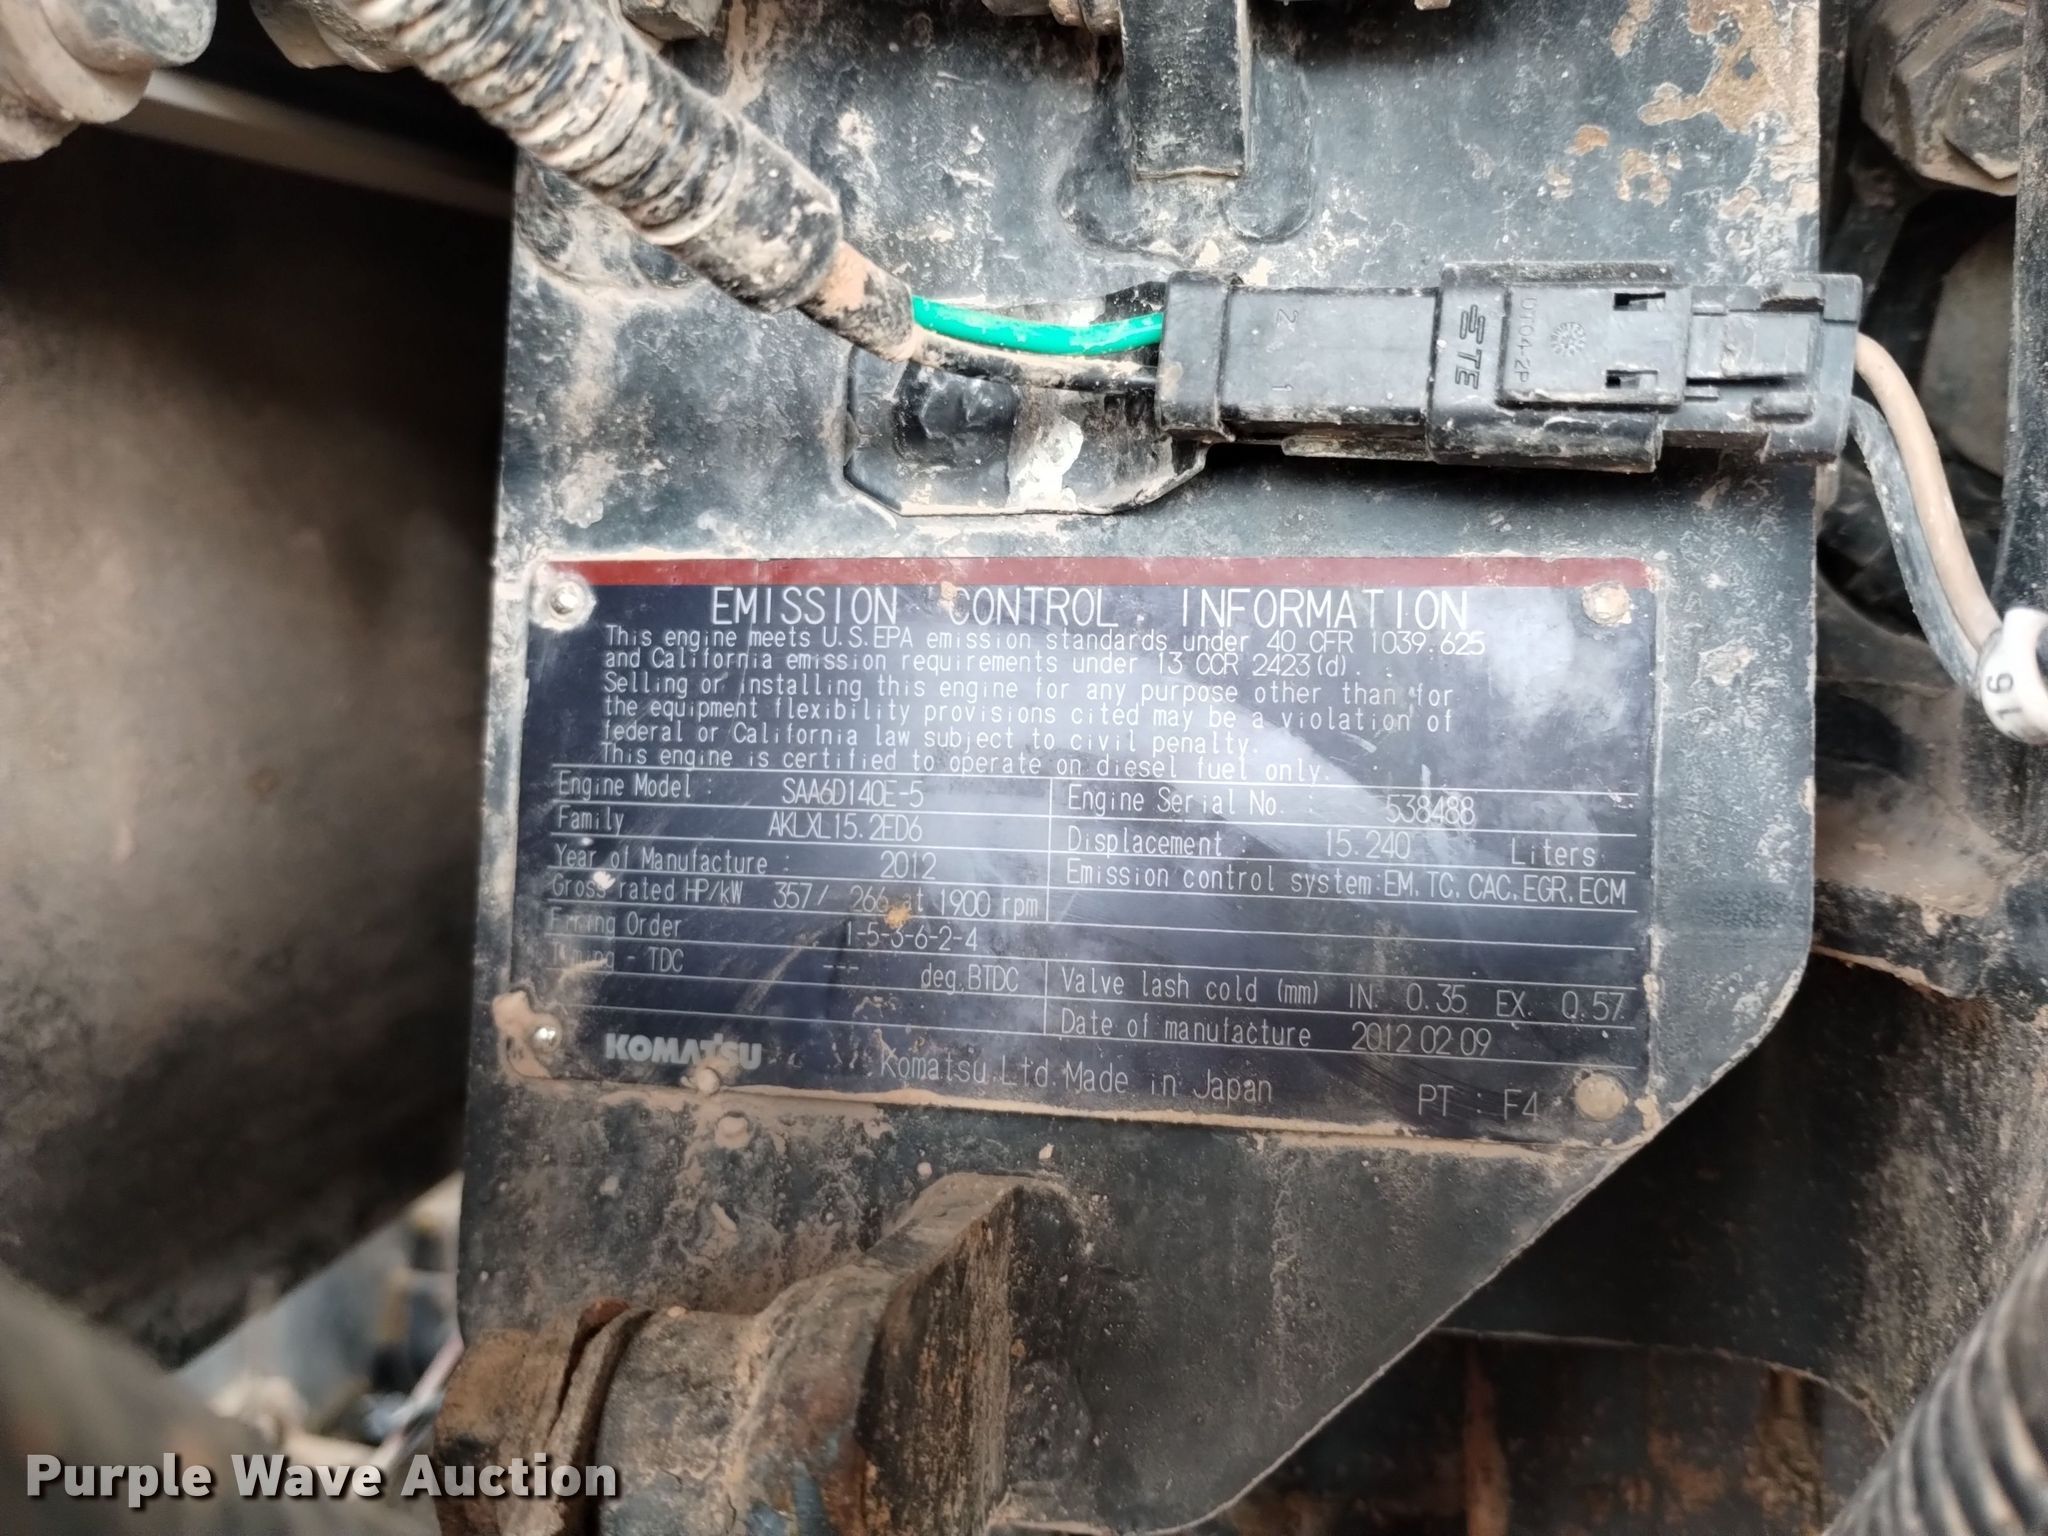 2
1
TE
DT04-2P
16
EMISSION CONTROL INFORMATION
This engine meets U.S.EPA emission standards under 40 CFR 1039.625
and California emission requirements under 13 CCR 2423(d).
Selling or installing this engine for any purpose other than for
the equipment flexibility provisions cited may be a violation of
federal or California law subject to civil penalty.
This engine is certified to operate on diesel fuel only.
Engine Model : SAA6D140E-5
Engine Serial No. : 538488
Family AKLXL15.2ED6
Displacement : 15.240 Liters
Year of Manufacture : 2012
Emission control system:EM,TC,CAC,EGR,ECM
Gross rated HP/kW 357/ 266 at 1900 rpm
Firing Order 1-5-3-6-2-4
Timing - TDC --- deg.BTDC
Valve lash cold (mm) IN. 0.35 EX. 0.57
Date of manufacture 2012 02 09
KOMATSU Komatsu Ltd. Made in Japan PT : F4
Purple Wave Auction